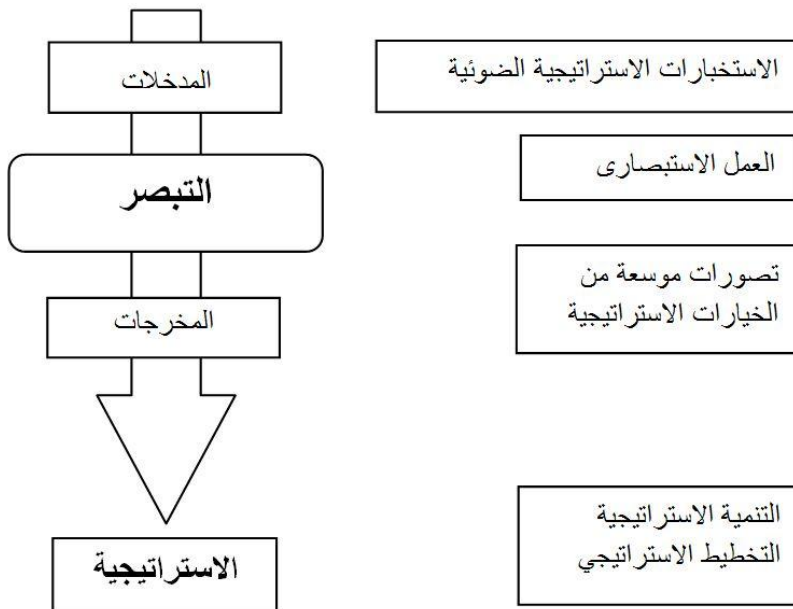 المدخلات
الاستخبارات الاستراتيجية الضوئية
التبصر
العمل الاستبصارى
المخرجات
تصورات موسعة من
الخيارات الاستراتيجية
الاستراتيجية
التنمية الاستراتيجية
التخطيط الاستراتيجي